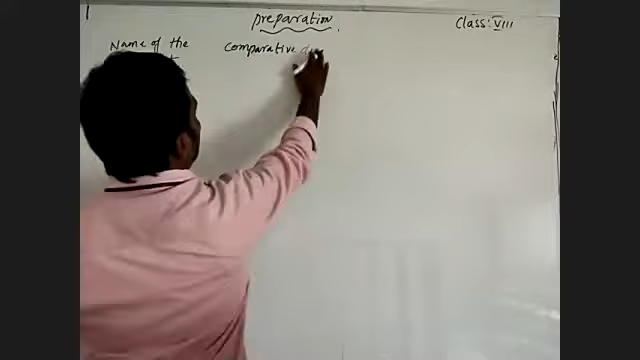 preparation
Class: VIII
Name of the
Comparative